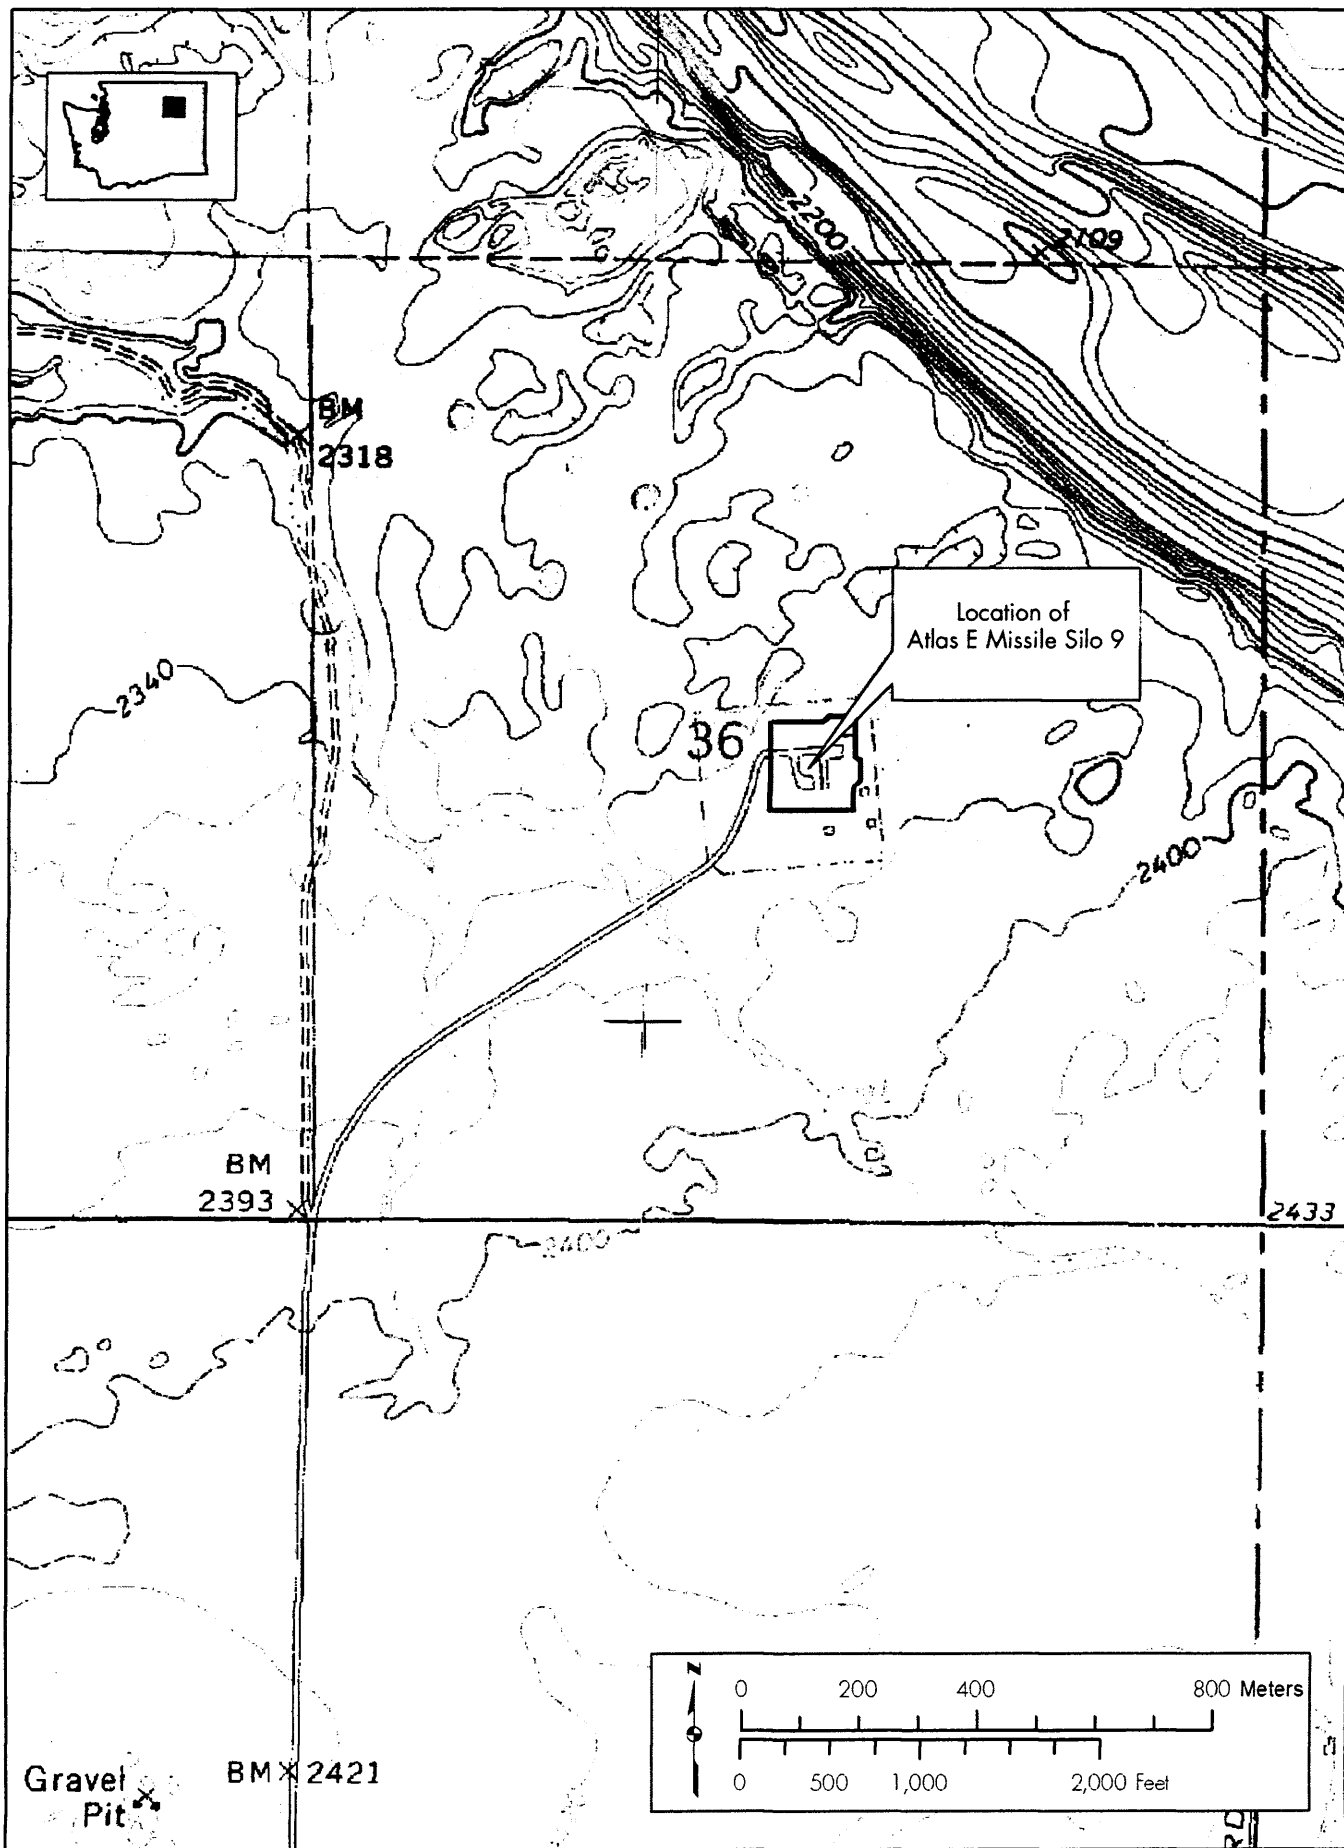 2200
2109
BM
2318
Location of
Atlas E Missile Silo 9
2340
36
2400
BM
2393
2433
2400
N
0 200 400 800 Meters
0 500 1,000 2,000 Feet
Gravel
Pit
BM 2421
RD